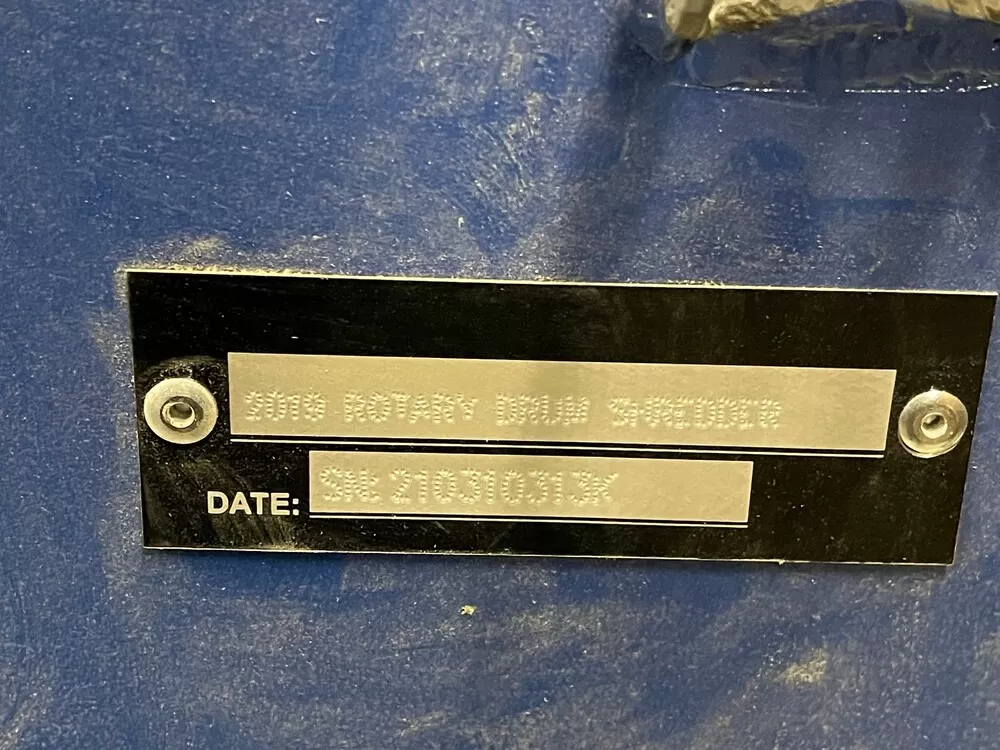 2019 ROTARY DRUM SHREDDER
DATE: SN: 210310313K